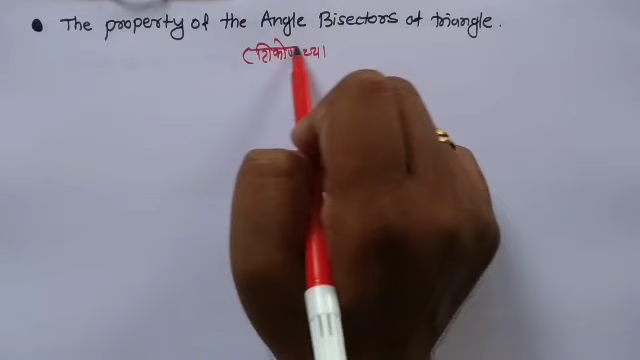 • The property of the Angle Bisectors of triangle.
(त्रिकोणाच्या